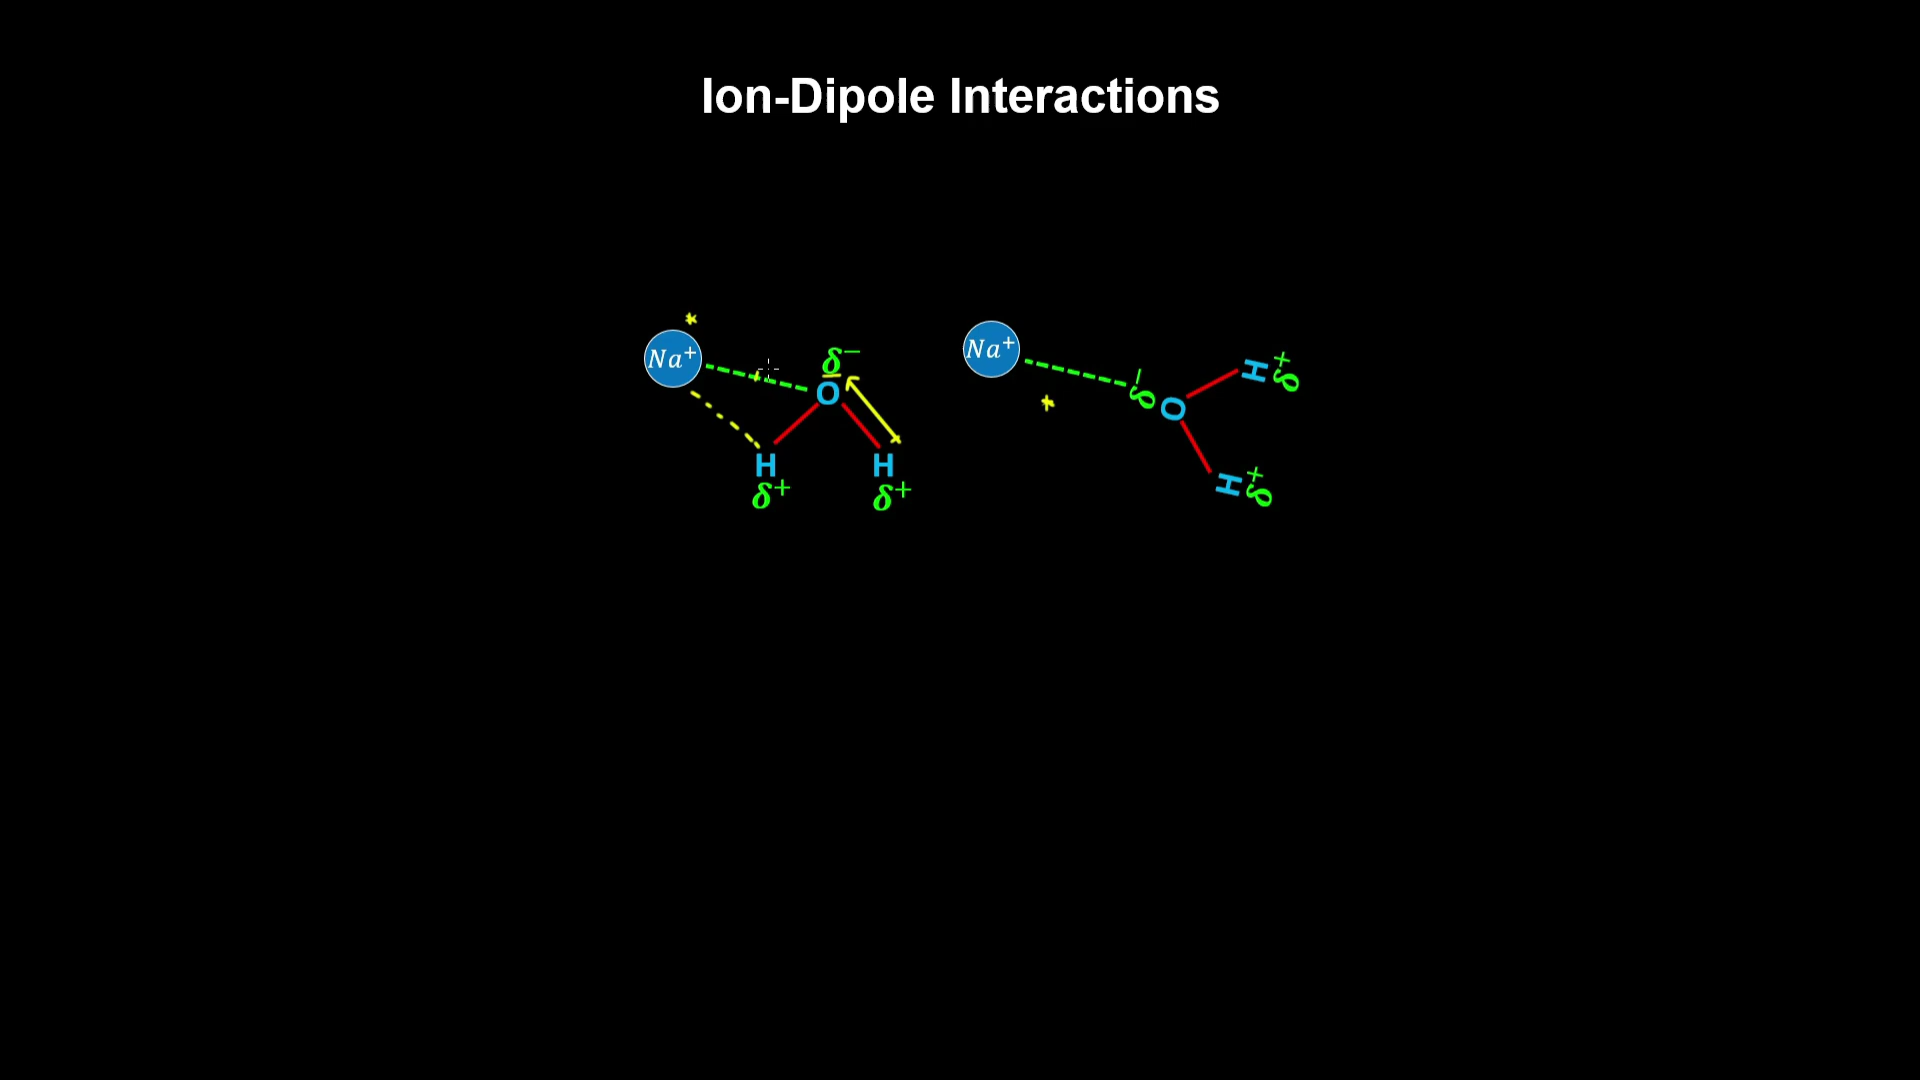 Ion-Dipole Interactions
Na⁺ δ⁻ O H δ⁺ H δ⁺
Na⁺ δ⁻ O H δ⁺ H δ⁺